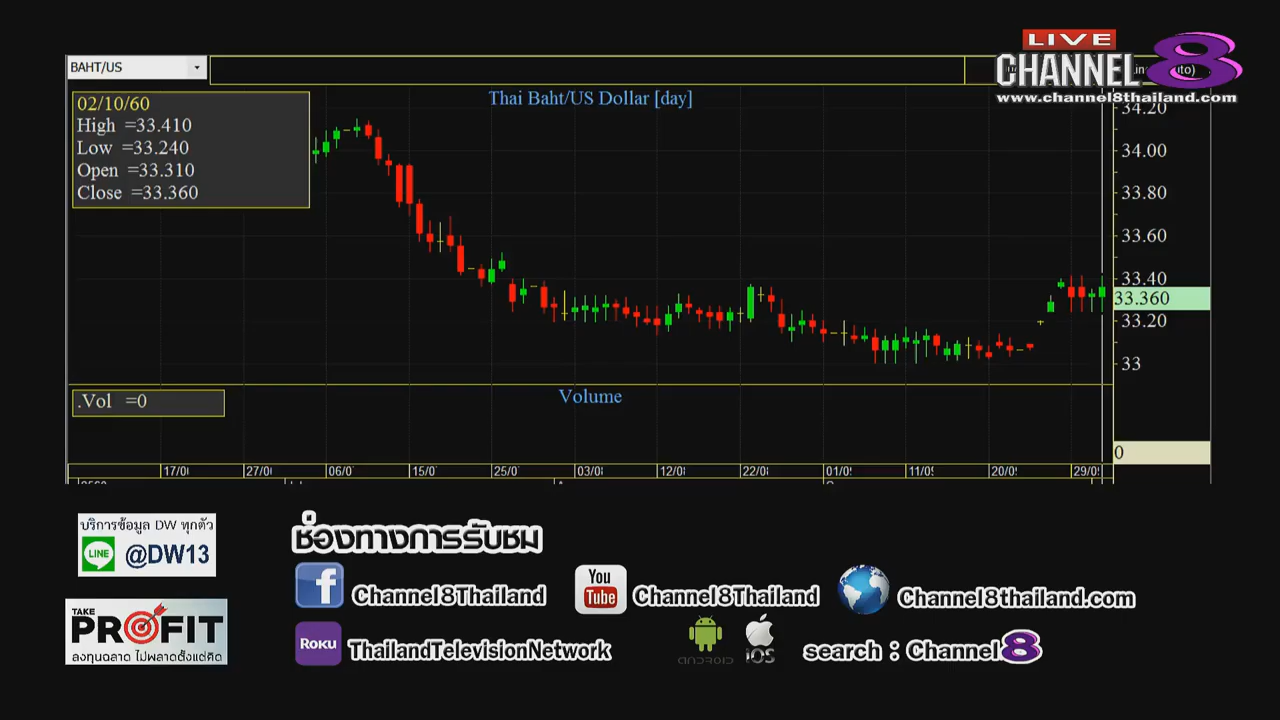 LIVE
CHANNEL 8
www.channel8thailand.com
BAHT/US
Thai Baht/US Dollar [day]
02/10/60
High =33.410
Low =33.240
Open =33.310
Close =33.360
34.20
34.00
33.80
33.60
33.40
33.360
33.20
33
.Vol =0
Volume
0
17/0 27/0 06/0 15/0 25/0 03/0 12/0 22/0 01/0 11/0 20/0 29/0
บริการข้อมูล DW ทุกตัว
LINE @DW13
TAKE
PROFIT
ลงทุนฉลาด ไม่พลาดตั้งแต่คิด
ช่องทางการรับชม
f Channel8Thailand
You Tube Channel8Thailand
Channel8thailand.com
ROKU ThailandTelevisionNetwork
ANDROID iOS
search : Channel 8